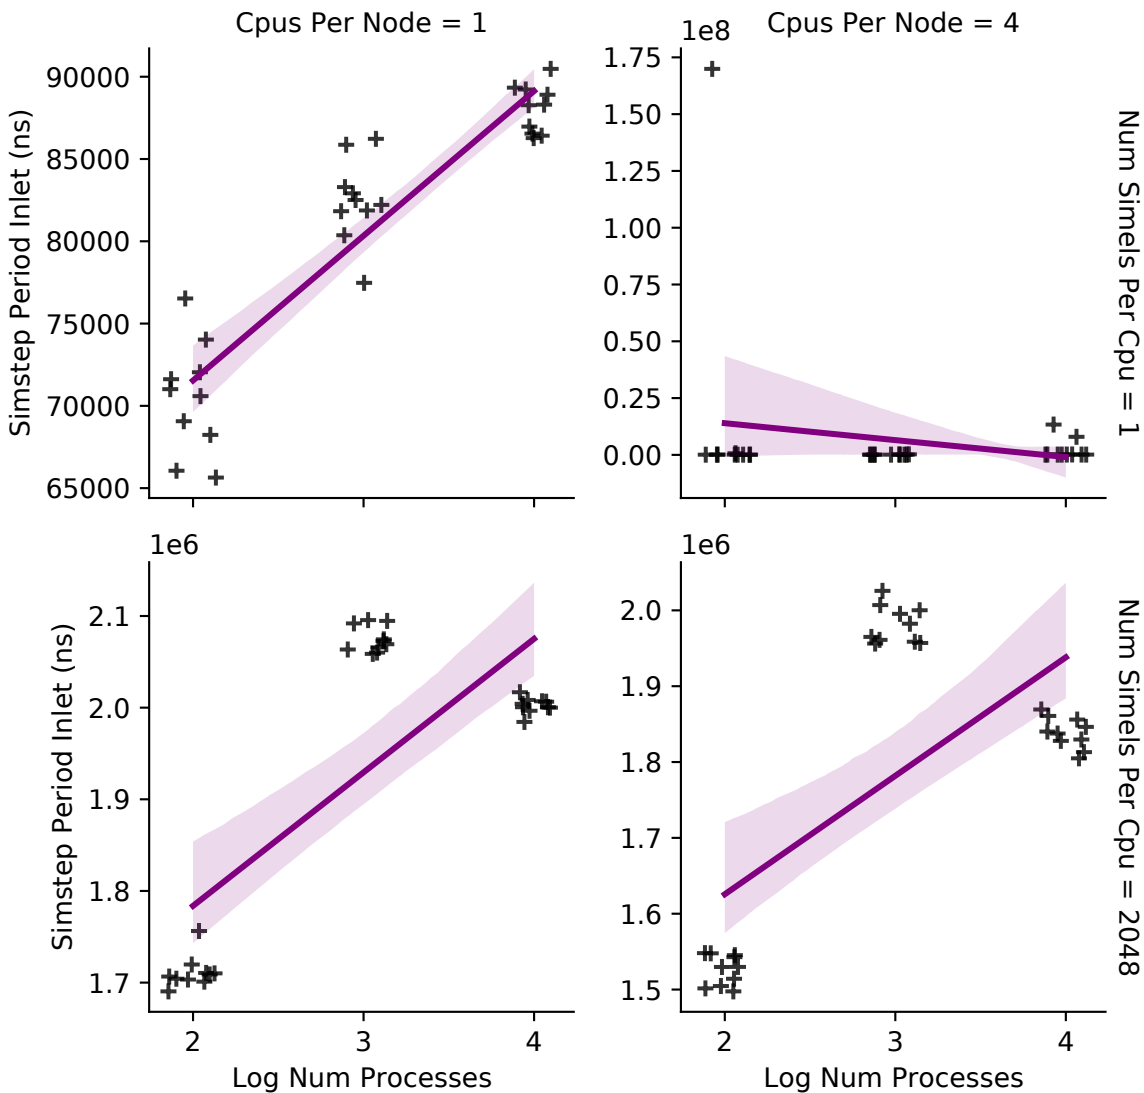 Cpus Per Node = 1
Cpus Per Node = 4
1e8
90000
85000
80000
75000
70000
65000
Simstep Period Inlet (ns)
1.75
1.50
1.25
1.00
0.75
0.50
0.25
0.00
Num Simels Per Cpu = 1
1e6
2.1
2.0
1.9
1.8
1.7
Simstep Period Inlet (ns)
2
3
4
Log Num Processes
1e6
2.0
1.9
1.8
1.7
1.6
1.5
2
3
4
Log Num Processes
Num Simels Per Cpu = 2048